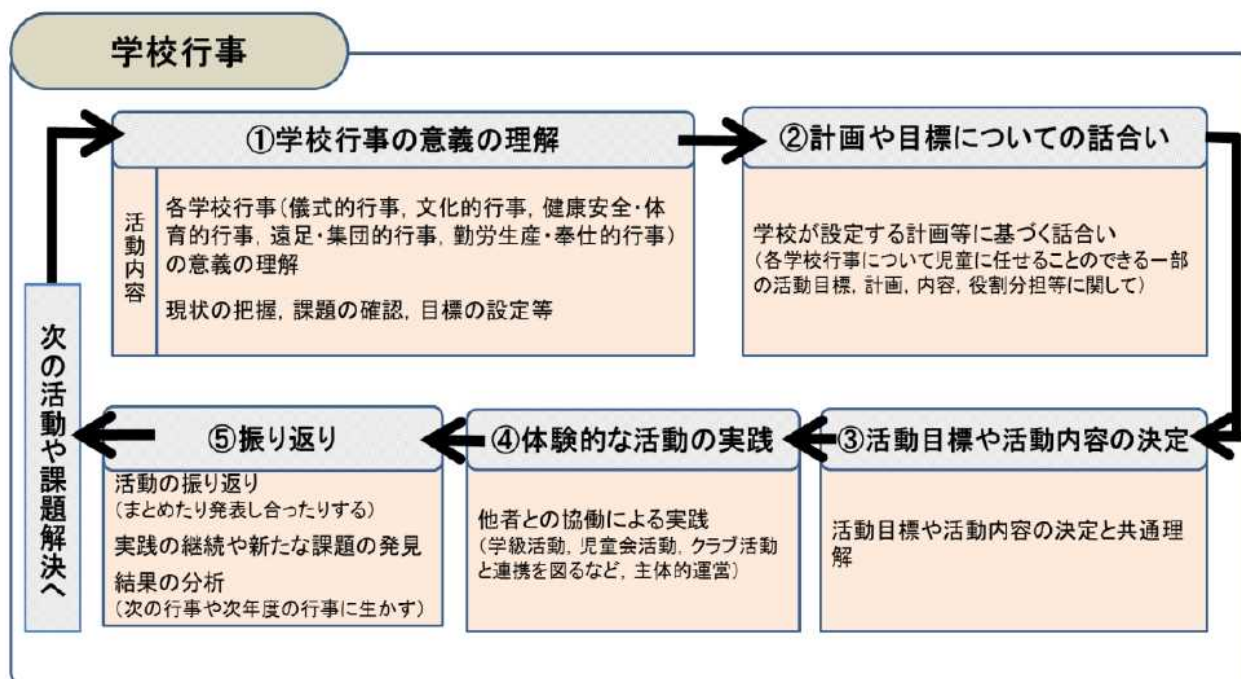 学校行事
①学校行事の意義の理解
活動内容
各学校行事(儀式的行事, 文化的行事, 健康安全・体
育的行事, 遠足・集団的行事, 勤労生産・奉仕的行事)
の意義の理解
現状の把握, 課題の確認, 目標の設定等
②計画や目標についての話合い
学校が設定する計画等に基づく話合い
(各学校行事について児童に任せることのできる一部
の活動目標, 計画, 内容, 役割分担等に関して)
③活動目標や活動内容の決定
活動目標や活動内容の決定と共通理
解
④体験的な活動の実践
他者との協働による実践
(学級活動, 児童会活動, クラブ活動
と連携を図るなど, 主体的運営)
⑤振り返り
活動の振り返り
(まとめたり発表し合ったりする)
実践の継続や新たな課題の発見
結果の分析
(次の行事や次年度の行事に生かす)
次の活動や課題解決へ